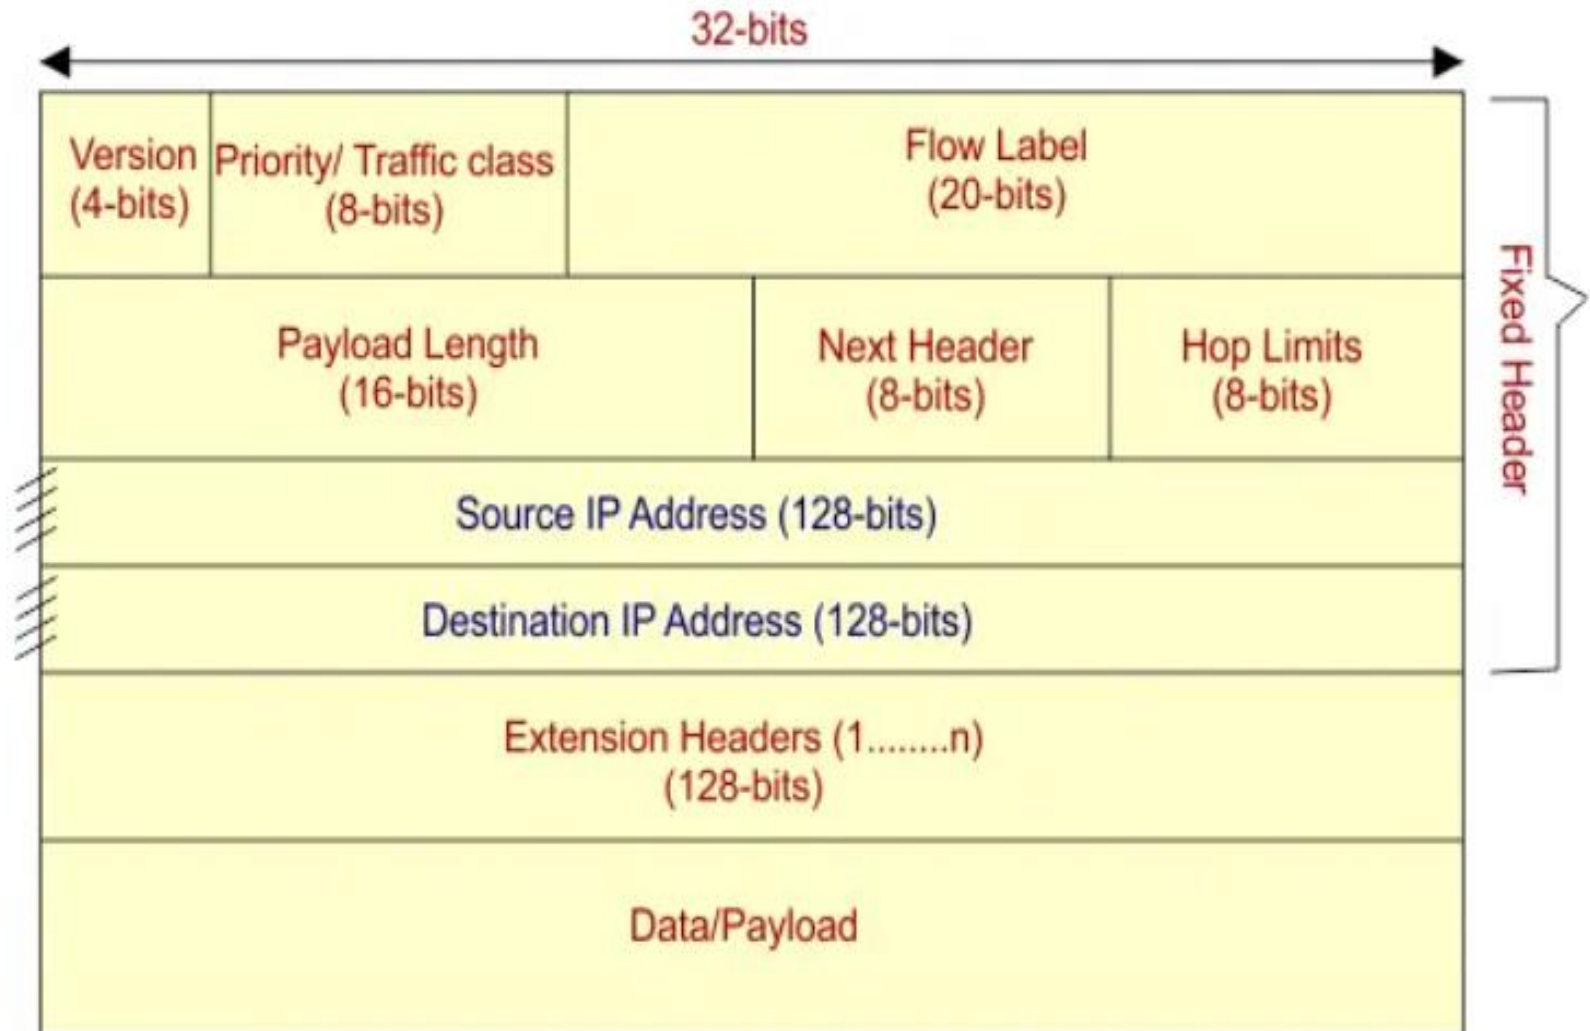 32-bits
Version
(4-bits)
Priority/ Traffic class
(8-bits)
Flow Label
(20-bits)
Payload Length
(16-bits)
Next Header
(8-bits)
Hop Limits
(8-bits)
Source IP Address (128-bits)
Destination IP Address (128-bits)
Fixed Header
Extension Headers (1........n)
(128-bits)
Data/Payload